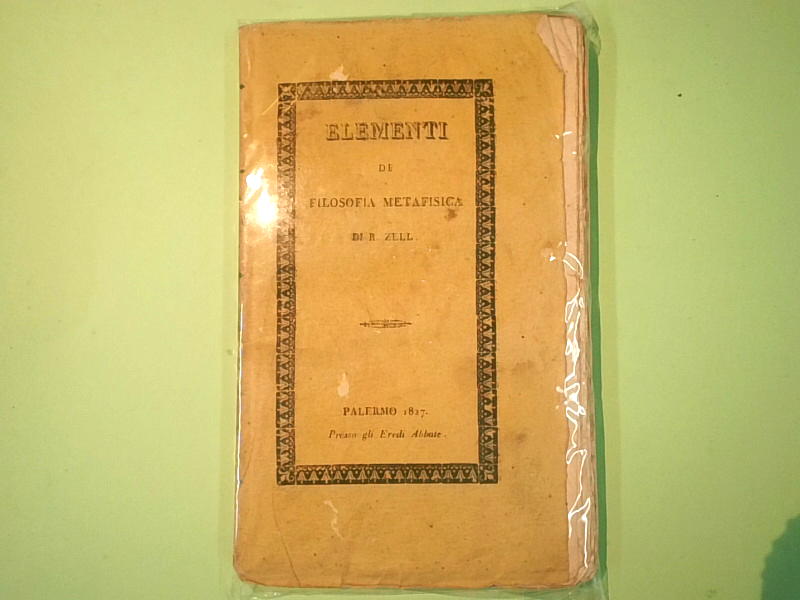 ELEMENTI
DI
FILOSOFIA METAFISICA
DI R. ZELL.
PALERMO 1827.
Presso gli Eredi Abbate.